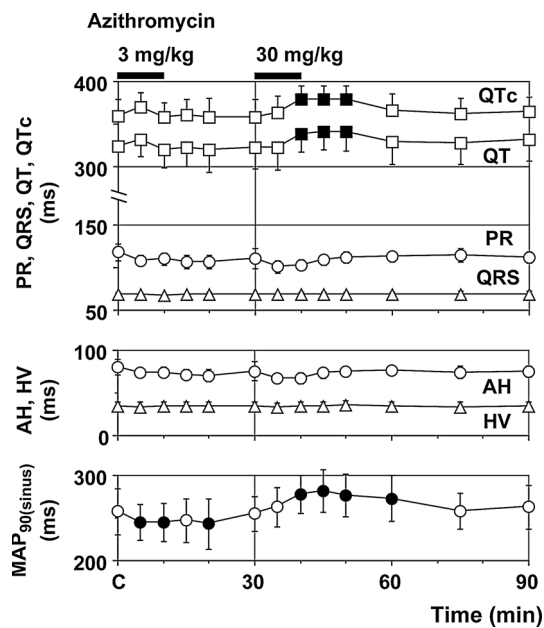 Azithromycin
3 mg/kg 30 mg/kg
PR, QRS, QT, QTc
(ms)
400
300
150
50
QTc
QT
PR
QRS
AH, HV
(ms)
100
0
AH
HV
MAP90(sinus)
(ms)
300
200
C 30 60 90
Time (min)